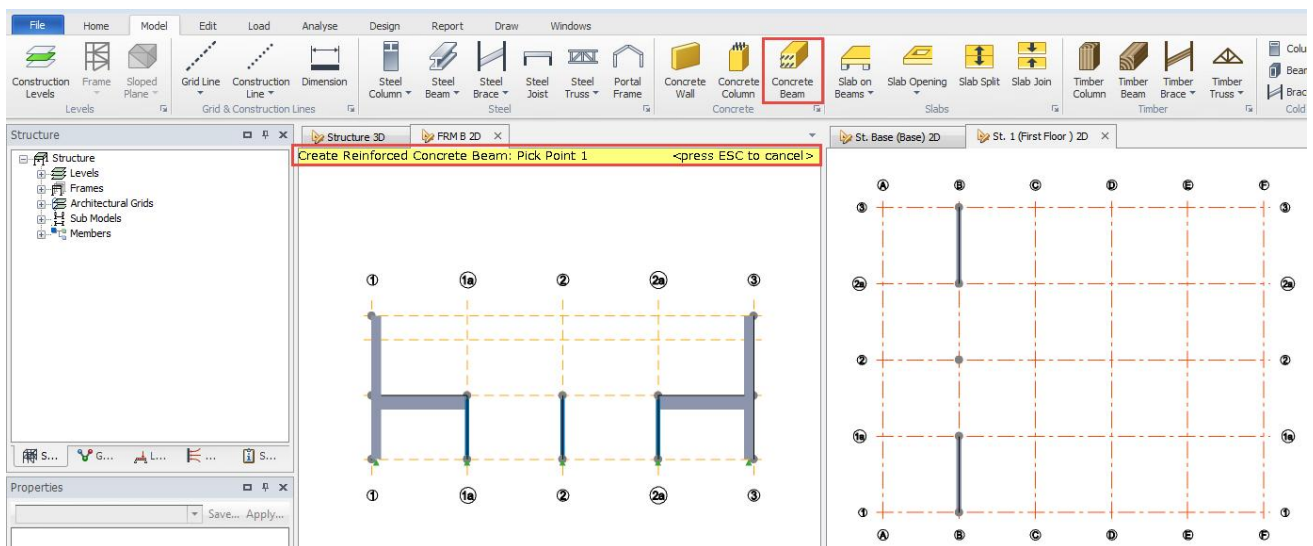 File Home Model Edit Load Analyse Design Report Draw Windows
Construction Levels
Frame
Sloped Plane
Grid Line
Construction Line
Dimension
Steel Column
Steel Beam
Steel Brace
Steel Joist
Steel Truss
Portal Frame
Concrete Wall
Concrete Column
Concrete Beam
Slab on Beams
Slab Opening
Slab Split
Slab Join
Timber Column
Timber Beam
Timber Brace
Timber Truss
Colu
Bear
Brac
Levels Grid & Construction Lines Steel Concrete Slabs Timber Cold
Structure
Structure
Levels
Frames
Architectural Grids
Sub Models
Members
S... G... L... ... S...
Properties
Save... Apply...
Structure 3D FRM B 2D
Create Reinforced Concrete Beam: Pick Point 1 <press ESC to cancel>
1 1a 2 2a 3
1 1a 2 2a 3
St. Base (Base) 2D St. 1 (First Floor ) 2D
A B C D E F
3 3
2a 2a
2 2
1a 1a
1 1
A B C D E F